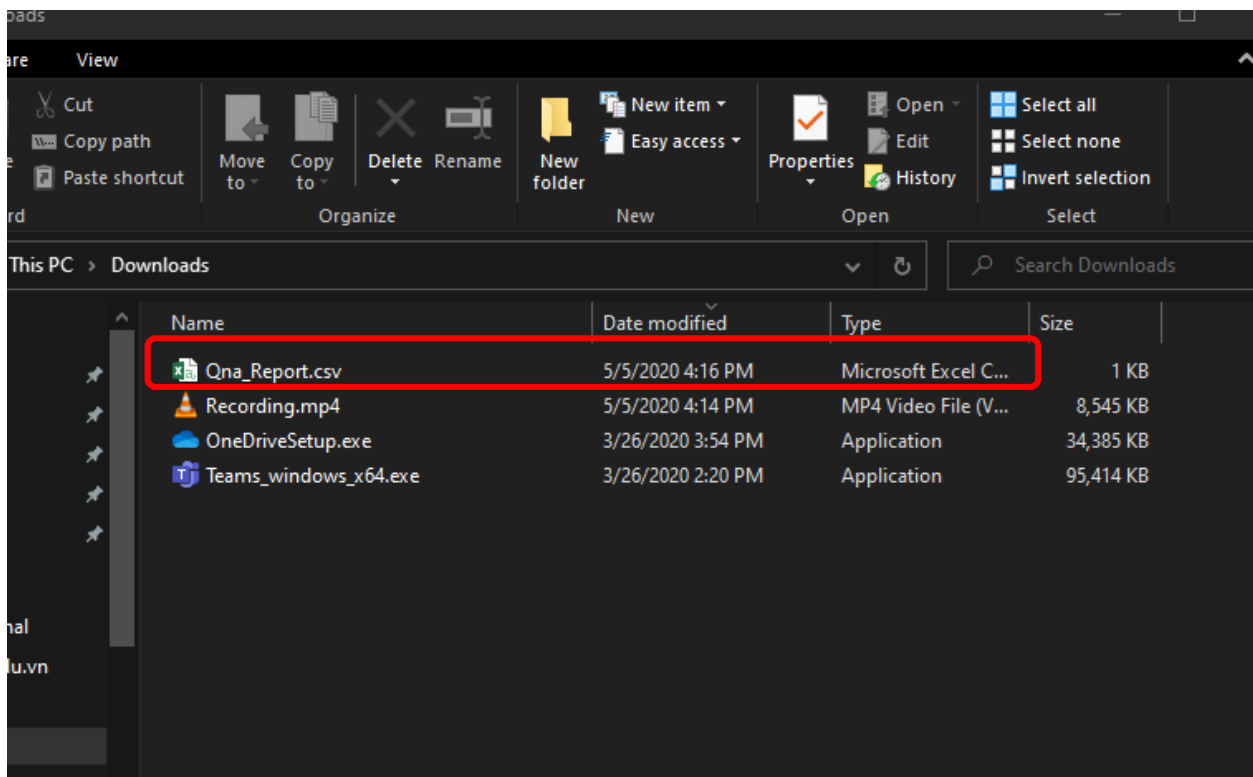 oads
are View
Cut
Copy path
Paste shortcut
Move to
Copy to
Delete
Rename
New folder
New item
Easy access
Properties
Open
Edit
History
Select all
Select none
Invert selection
rd Organize New Open Select
This PC > Downloads Search Downloads
Name Date modified Type Size
Qna_Report.csv 5/5/2020 4:16 PM Microsoft Excel C... 1 KB
Recording.mp4 5/5/2020 4:14 PM MP4 Video File (V... 8,545 KB
OneDriveSetup.exe 3/26/2020 3:54 PM Application 34,385 KB
Teams_windows_x64.exe 3/26/2020 2:20 PM Application 95,414 KB
nal
du.vn